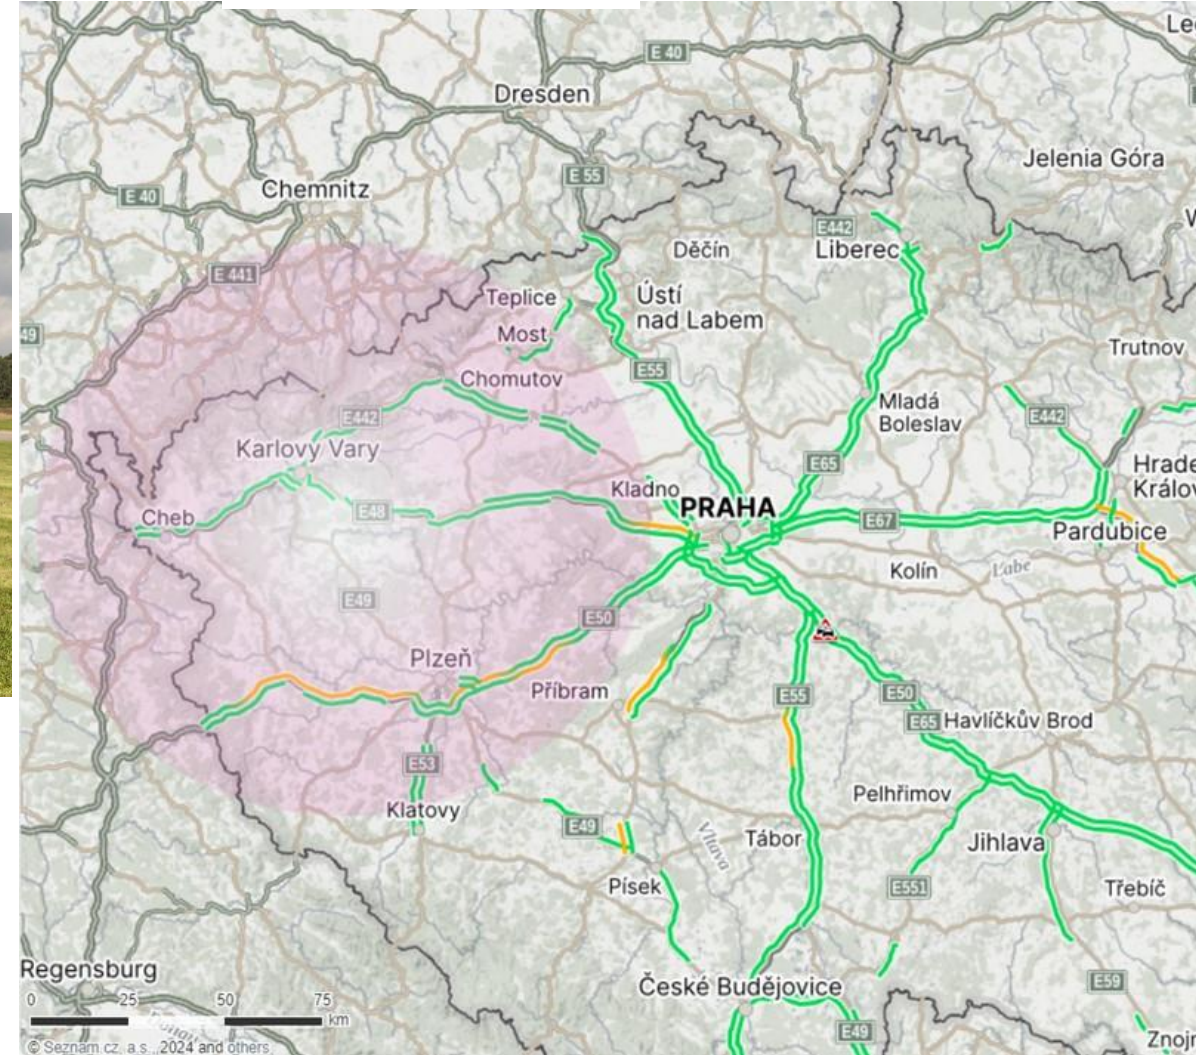 Leg
E 40
Dresden
Jelenia Góra
E 55
Chemnitz
E 40
E442
Liberec
Děčín
E 441
Teplice
Ústí
nad Labem
49
Most
Trutnov
E55
Chomutov
Mladá
Boleslav
E442
E442
Karlovy Vary
E65
Hrade
Králov
Kladno
PRAHA
E48
Cheb
E67
Pardubice
Kolín
Labe
E49
E50
Plzeň
Příbram
E55
E50
E65
Havlíčkův Brod
E53
Klatovy
Pelhřimov
E49
Vltava
Tábor
Jihlava
Písek
E551
Třebíč
Regensburg
České Budějovice
E59
0 25 50 75
km
E49
Znojm
© Seznam.cz, a.s., 2024 and others